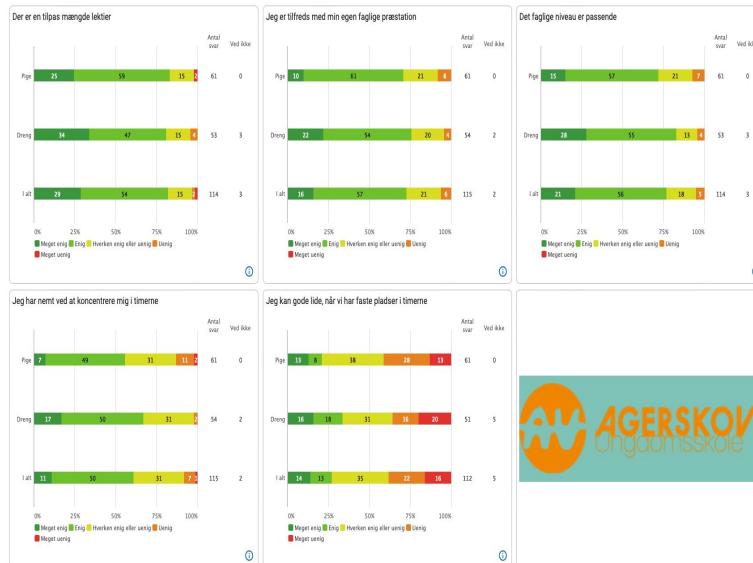 Der er en tilpas mængde lektier
Antal svar Ved ikke
Pige 25 59 15 2 61 0
Dreng 34 47 15 4 53 3
I alt 29 54 15 2 114 3
0% 25% 50% 75% 100%
Meget enig Enig Hverken enig eller uenig Uenig
Meget uenig
Jeg er tilfreds med min egen faglige præstation
Antal svar Ved ikke
Pige 10 61 21 8 61 0
Dreng 22 54 20 4 54 2
I alt 16 57 21 6 115 2
0% 25% 50% 75% 100%
Meget enig Enig Hverken enig eller uenig Uenig
Meget uenig
Det faglige niveau er passende
Antal svar Ved ikke
Pige 15 57 21 7 61 0
Dreng 28 55 13 4 53 3
I alt 21 56 18 5 114 3
0% 25% 50% 75% 100%
Meget enig Enig Hverken enig eller uenig Uenig
Meget uenig
Jeg har nemt ved at koncentrere mig i timerne
Antal svar Ved ikke
Pige 7 49 31 11 2 61 0
Dreng 17 50 31 54 2
I alt 11 50 31 7 115 2
0% 25% 50% 75% 100%
Meget enig Enig Hverken enig eller uenig Uenig
Meget uenig
Jeg kan gode lide, når vi har faste pladser i timerne
Antal svar Ved ikke
Pige 13 8 38 28 13 61 0
Dreng 16 18 31 16 20 51 5
I alt 14 13 35 22 16 112 5
0% 25% 50% 75% 100%
Meget enig Enig Hverken enig eller uenig Uenig
Meget uenig
AGERSKOV
Ungdomsskole